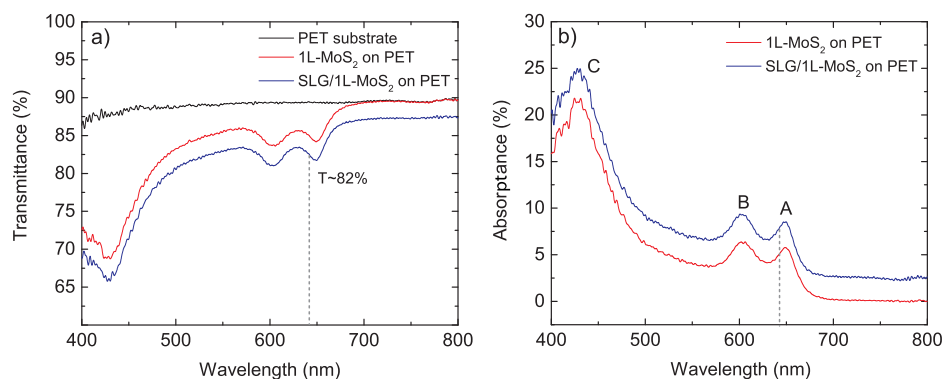 a)
PET substrate
1L-MoS₂ on PET
SLG/1L-MoS₂ on PET
T~82%
Transmittance (%)
100
95
90
85
80
75
70
65
400 500 600 700 800
Wavelength (nm)
b)
1L-MoS₂ on PET
SLG/1L-MoS₂ on PET
C
B
A
Absorptance (%)
30
25
20
15
10
5
0
400 500 600 700 800
Wavelength (nm)